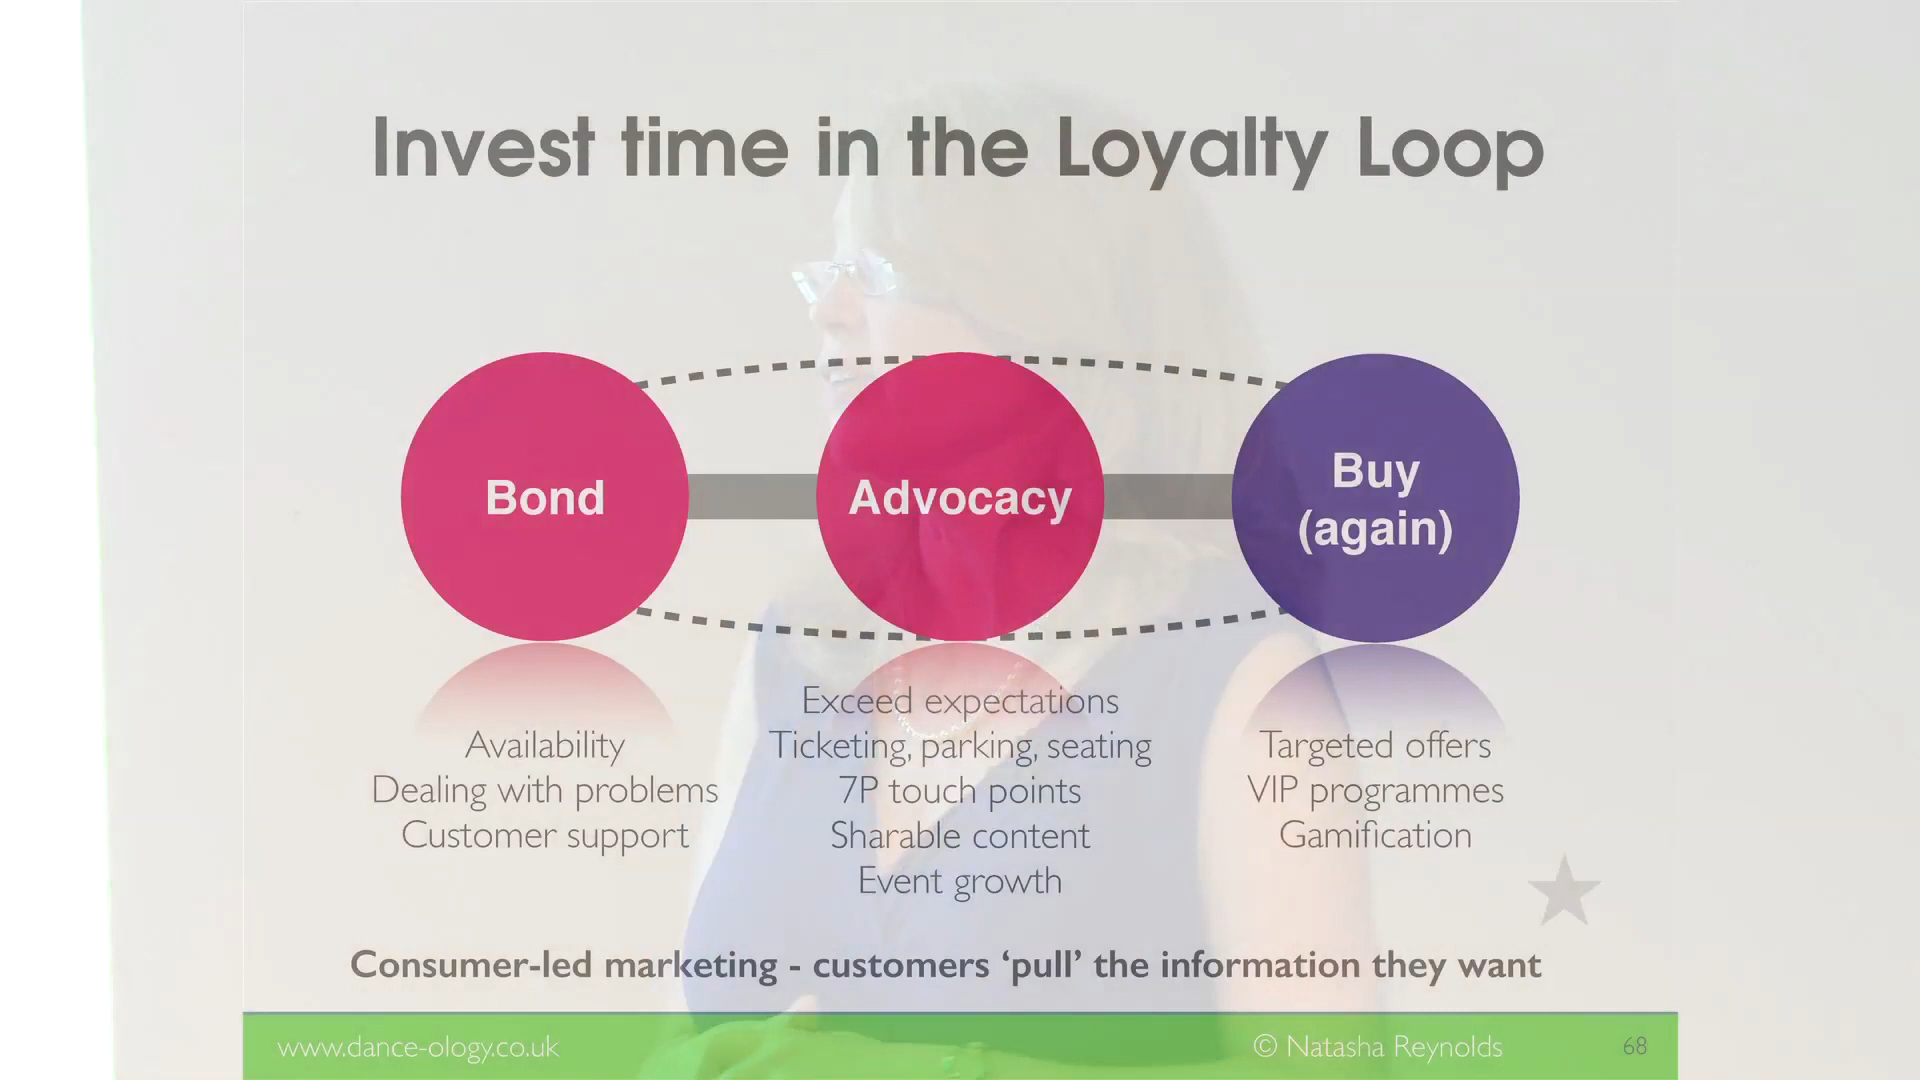 Invest time in the Loyalty Loop
Bond
Advocacy
Buy
(again)
Availability
Dealing with problems
Customer support
Exceed expectations
Ticketing, parking, seating
7P touch points
Sharable content
Event growth
Targeted offers
VIP programmes
Gamification
Consumer-led marketing - customers ‘pull’ the information they want
www.dance-ology.co.uk
© Natasha Reynolds
68